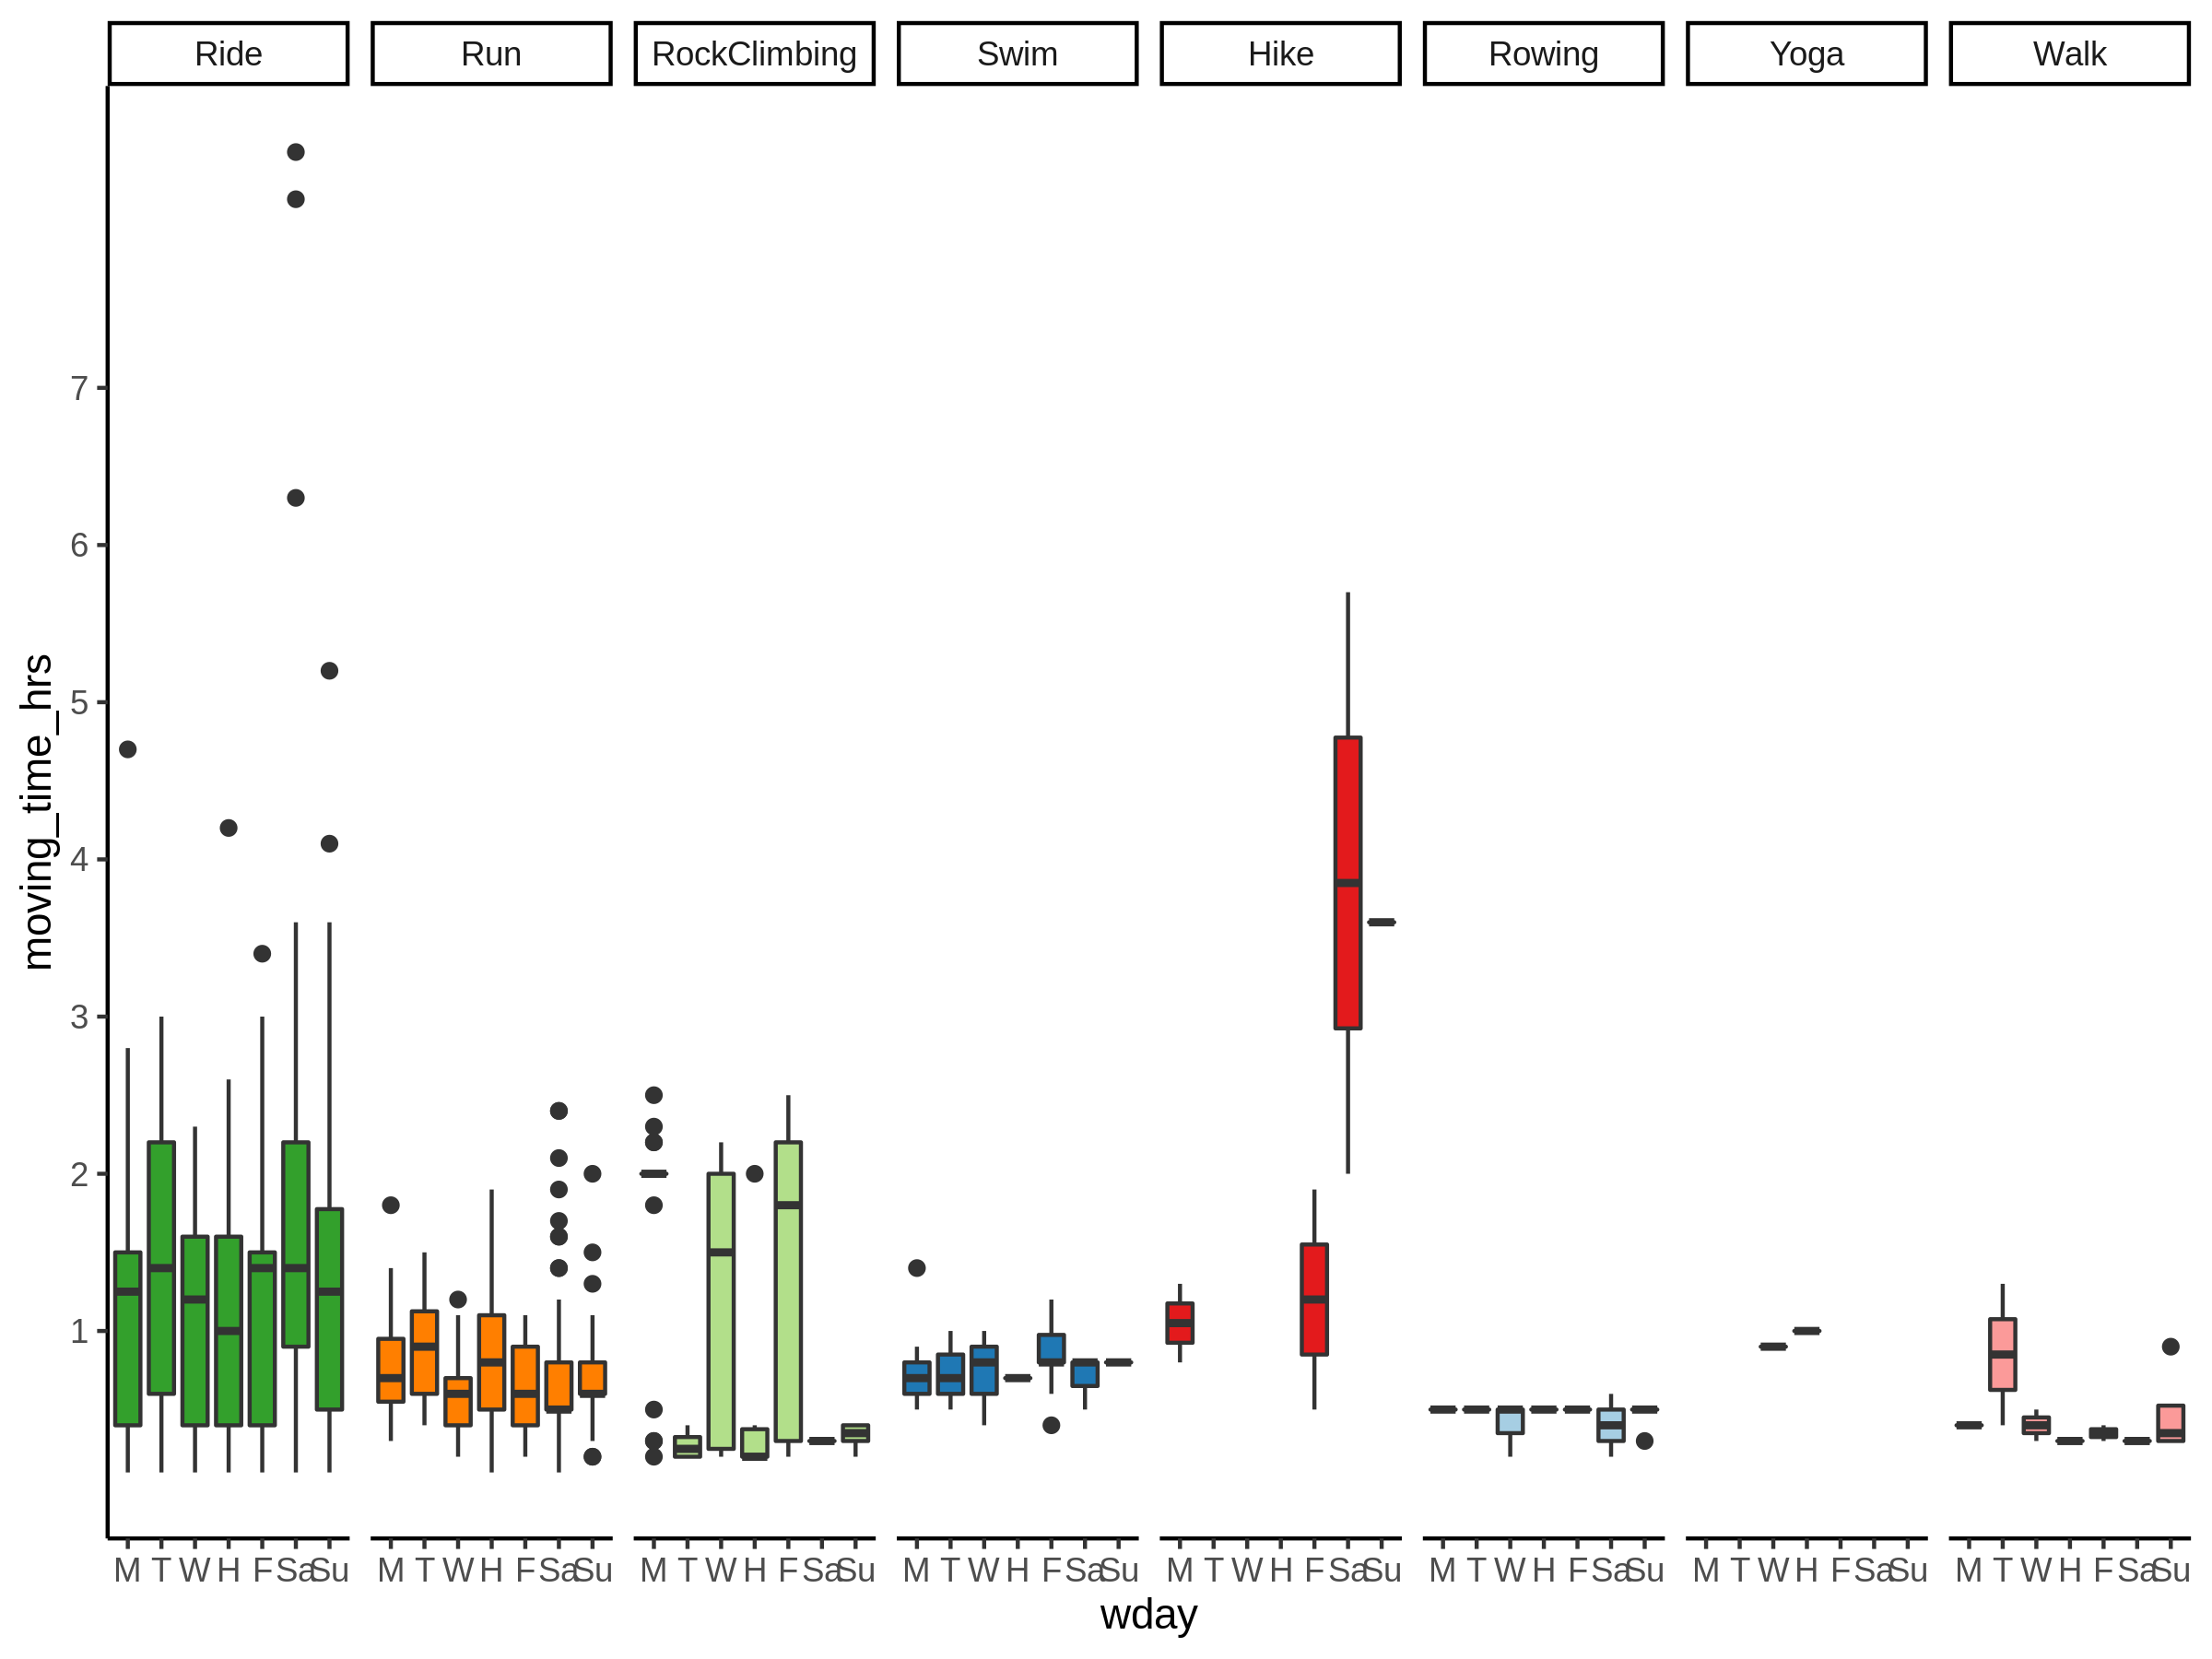 Ride Run RockClimbing Swim Hike Rowing Yoga Walk
7
6
5
4
3
2
1
moving_time_hrs
M T W H F Sa Su M T W H F Sa Su M T W H F Sa Su M T W H F Sa Su M T W H F Sa Su M T W H F Sa Su M T W H F Sa Su M T W H F Sa Su
wday